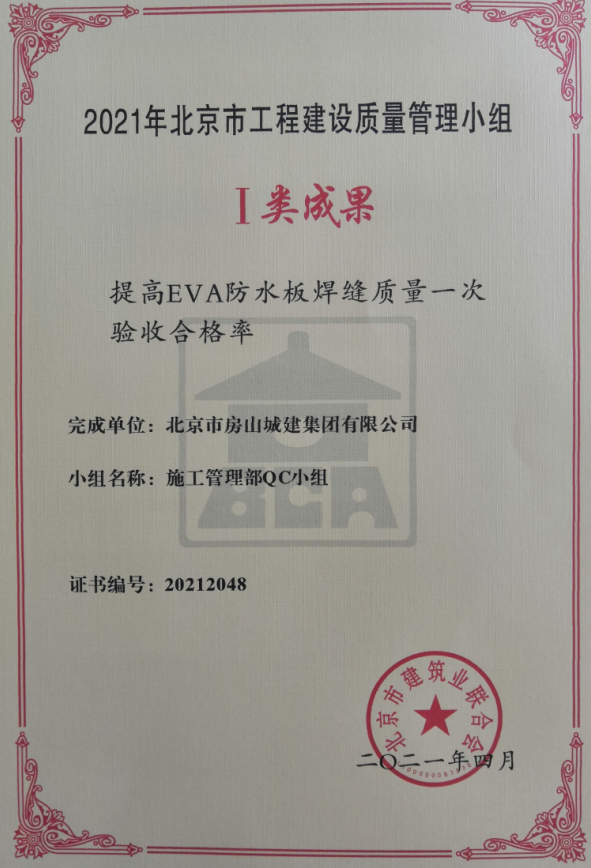 2021年北京市工程建设质量管理小组
I类成果
提高EVA防水板焊缝质量一次
验收合格率
完成单位：北京市房山城建集团有限公司
小组名称：施工管理部QC小组
BCA
证书编号：20212048
北京市建筑业联合会
二〇二一年四月